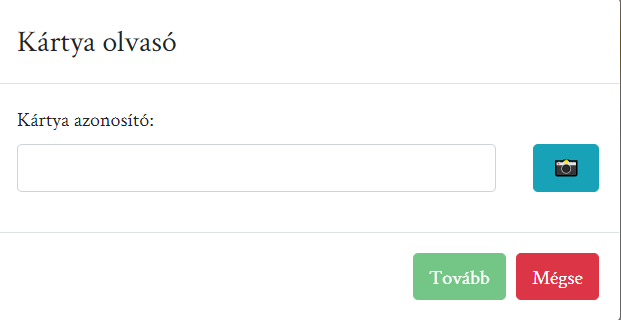 Kártya olvasó
Kártya azonosító:
Tovább Mégse